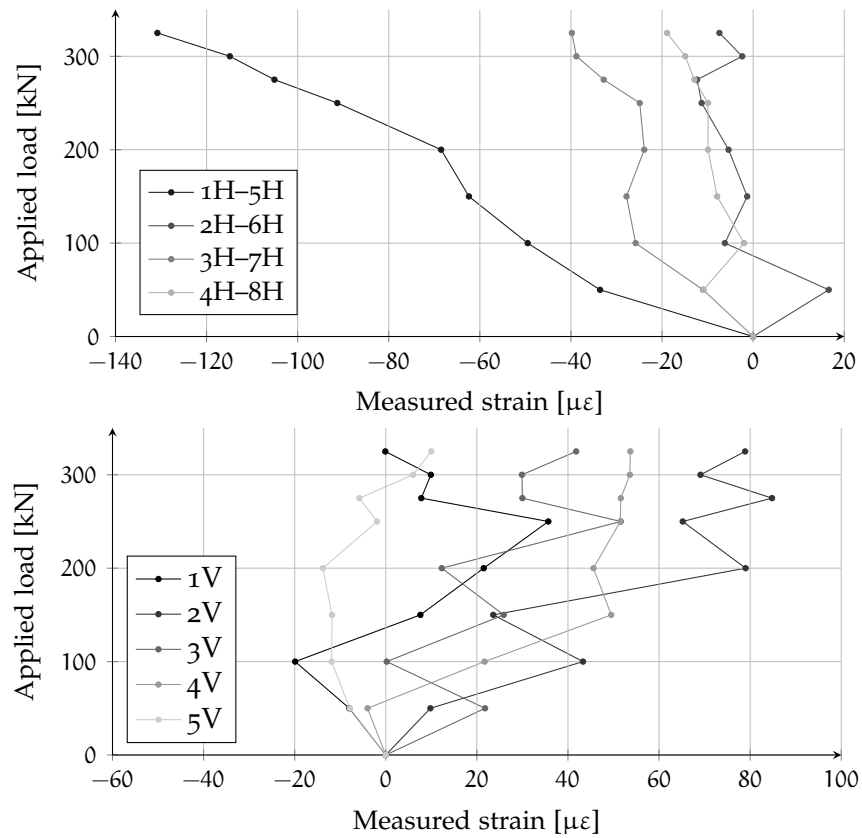 Applied load [kN]
300
200
100
0
1H–5H
2H–6H
3H–7H
4H–8H
−140 −120 −100 −80 −60 −40 −20 0 20
Measured strain [με]
Applied load [kN]
300
200
100
0
1V
2V
3V
4V
5V
−60 −40 −20 0 20 40 60 80 100
Measured strain [με]